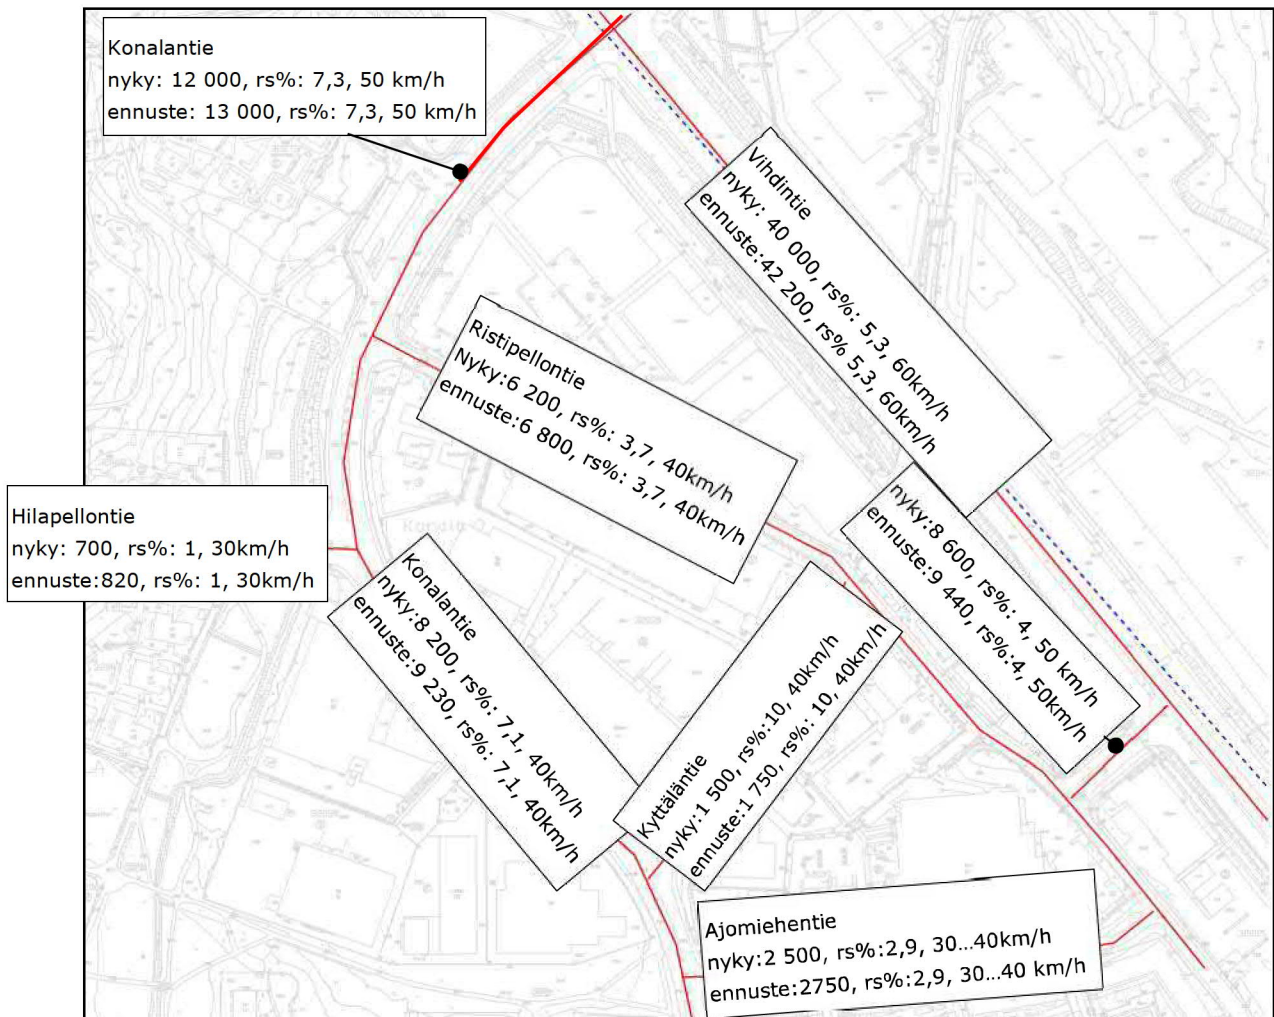 Konalantie
nyky: 12 000, rs%: 7,3, 50 km/h
ennuste: 13 000, rs%: 7,3, 50 km/h
Vihdintie
nyky: 40 000, rs%: 5,3, 60km/h
ennuste:42 200, rs% 5,3, 60km/h
Ristipellontie
Nyky:6 200, rs%: 3,7, 40km/h
ennuste:6 800, rs%: 3,7, 40km/h
nyky:8 600, rs%: 4, 50 km/h
ennuste:9 440, rs%:4, 50km/h
Hilapellontie
nyky: 700, rs%: 1, 30km/h
ennuste:820, rs%: 1, 30km/h
Konalantie
nyky:8 200, rs%: 7,1, 40km/h
ennuste:9 230, rs%: 7,1, 40km/h
Kyttäläntie
nyky:1 500, rs%:10, 40km/h
ennuste:1 750, rs%: 10, 40km/h
Ajomiehentie
nyky:2 500, rs%:2,9, 30...40km/h
ennuste:2750, rs%:2,9, 30...40 km/h